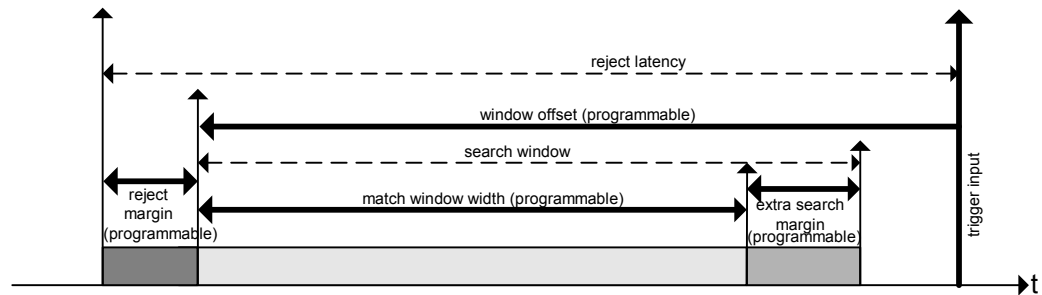 reject latency
window offset (programmable)
search window
reject
margin
(programmable)
match window width (programmable)
extra search
margin
(programmable)
trigger input
t